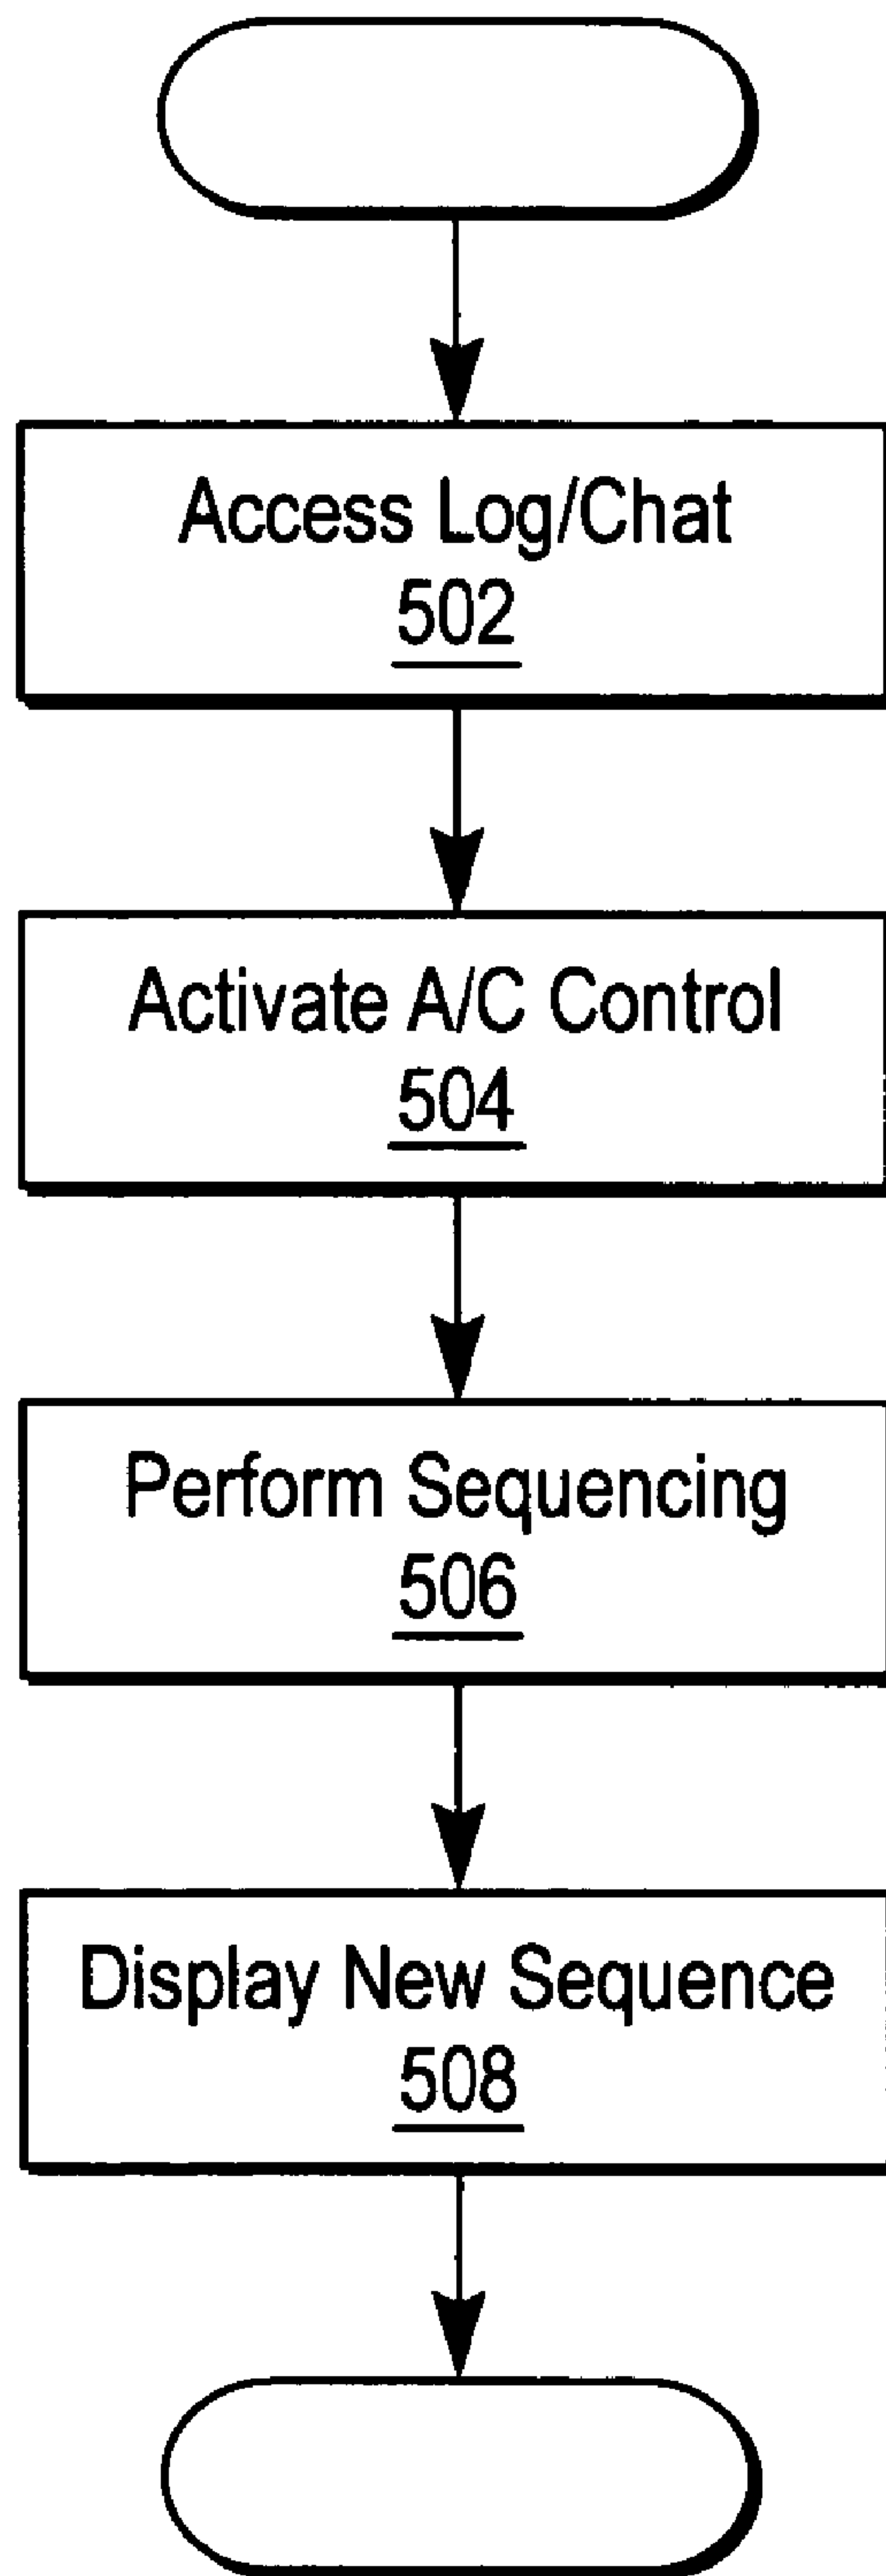 Access Log/Chat
502
Activate A/C Control
504
Perform Sequencing
506
Display New Sequence
508